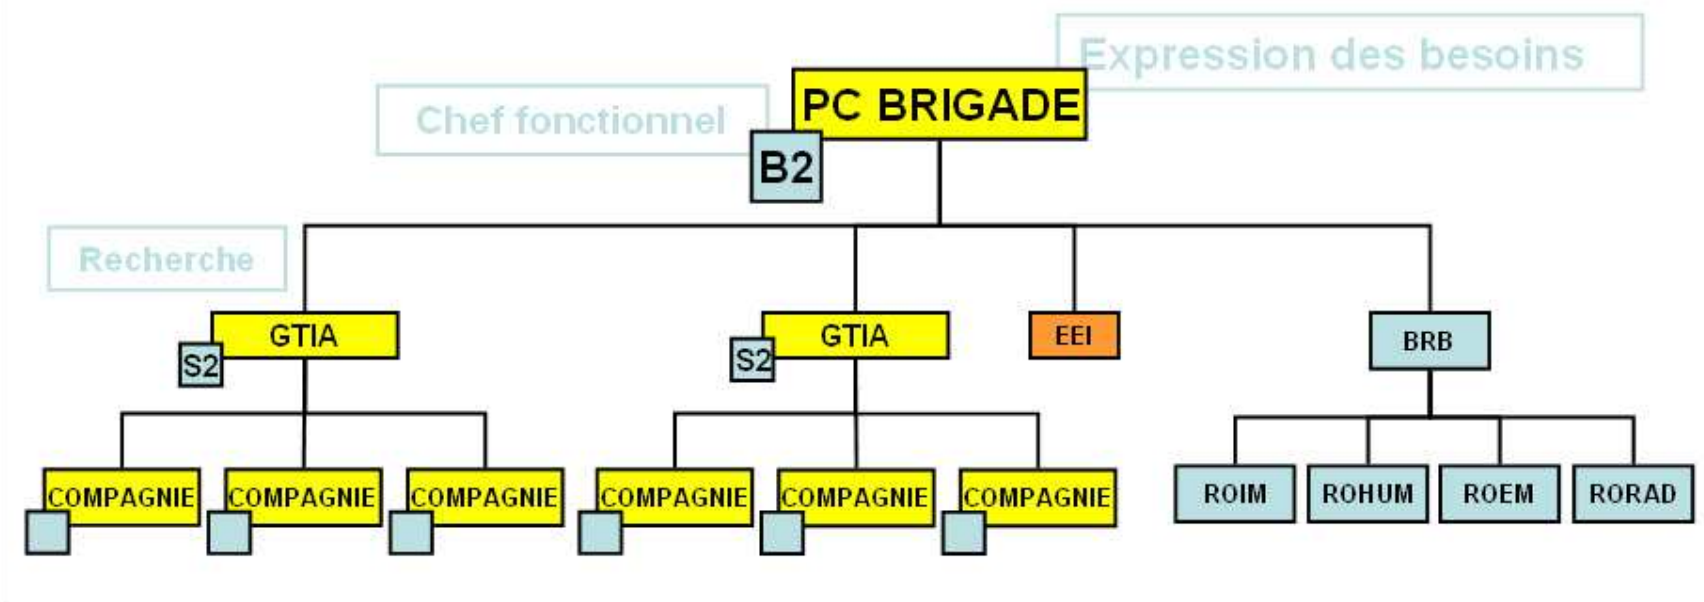 Expression des besoins
PC BRIGADE
Chef fonctionnel
B2
Recherche
GTIA
S2
GTIA
S2
EEI
BRB
COMPAGNIE
COMPAGNIE
COMPAGNIE
COMPAGNIE
COMPAGNIE
COMPAGNIE
ROIM
ROHUM
ROEM
RORAD